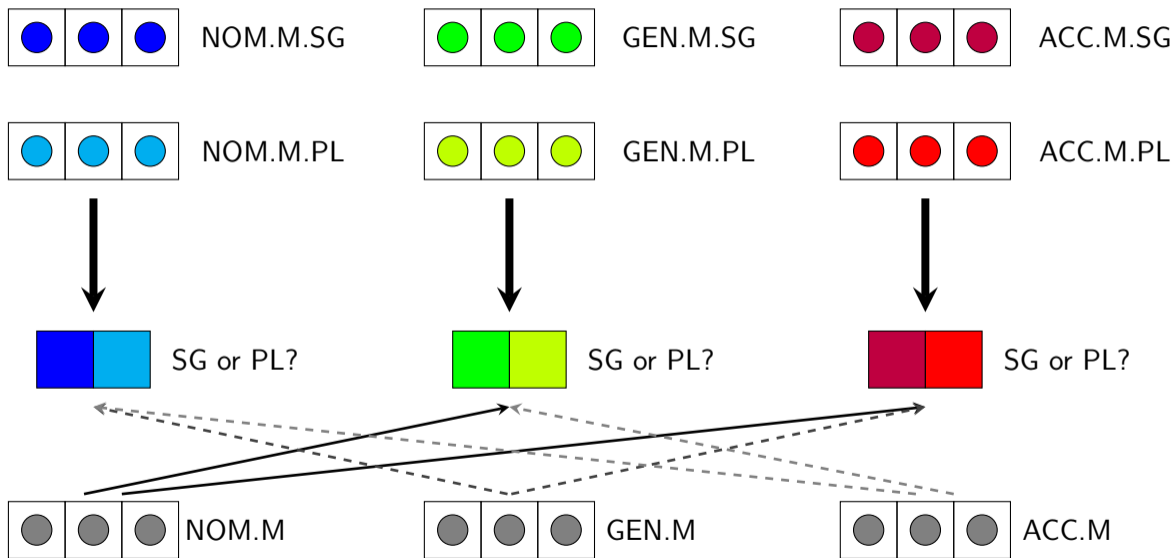 NOM.M.SG GEN.M.SG ACC.M.SG
NOM.M.PL GEN.M.PL ACC.M.PL
SG or PL? SG or PL? SG or PL?
NOM.M GEN.M ACC.M